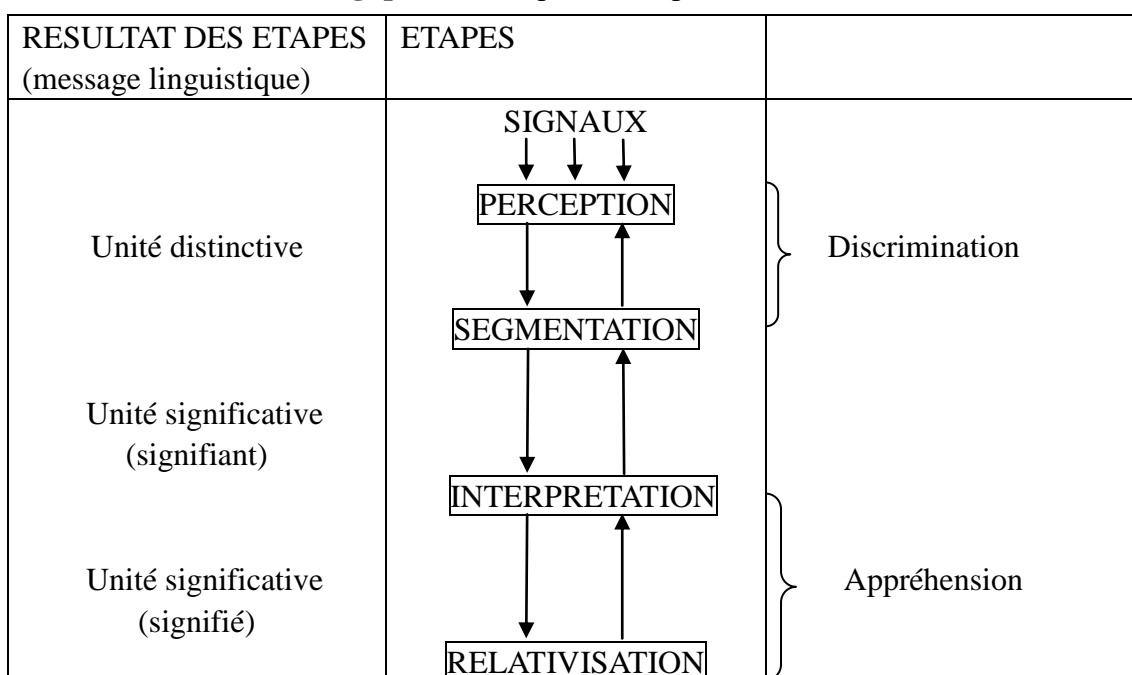 RESULTAT DES ETAPES
(message linguistique)
ETAPES
SIGNAUX
PERCEPTION
Unité distinctive
Discrimination
SEGMENTATION
Unité significative
(signifiant)
INTERPRETATION
Unité significative
(signifié)
Appréhension
RELATIVISATION